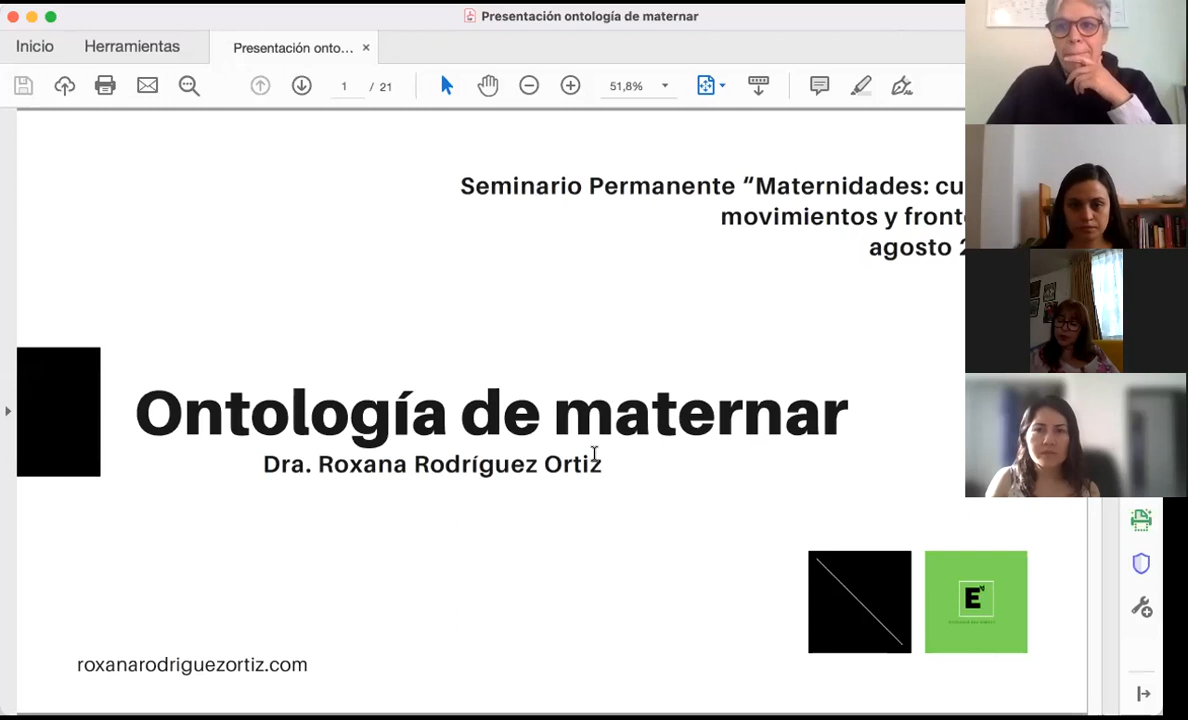 Presentación ontología de maternar
Inicio
Herramientas
Presentación onto... ×
1 / 21
51,8%
Seminario Permanente “Maternidades: cu
movimientos y fronte
agosto 2
Ontología de maternar
Dra. Roxana Rodríguez Ortiz
E
roxanarodriguezortiz.com